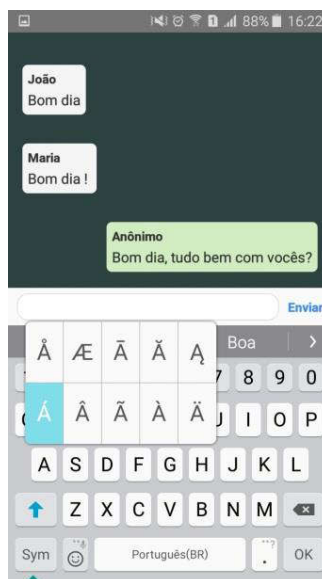 88% 16:22
João
Bom dia
Maria
Bom dia !
Anônimo
Bom dia, tudo bem com vocês?
Enviar
Å Æ Ā Ă Ą Boa >
7 8 9 0
Á Â Ã À Ä
U I O P
A S D F G H J K L
Z X C V B N M
Sym Português(BR) . OK